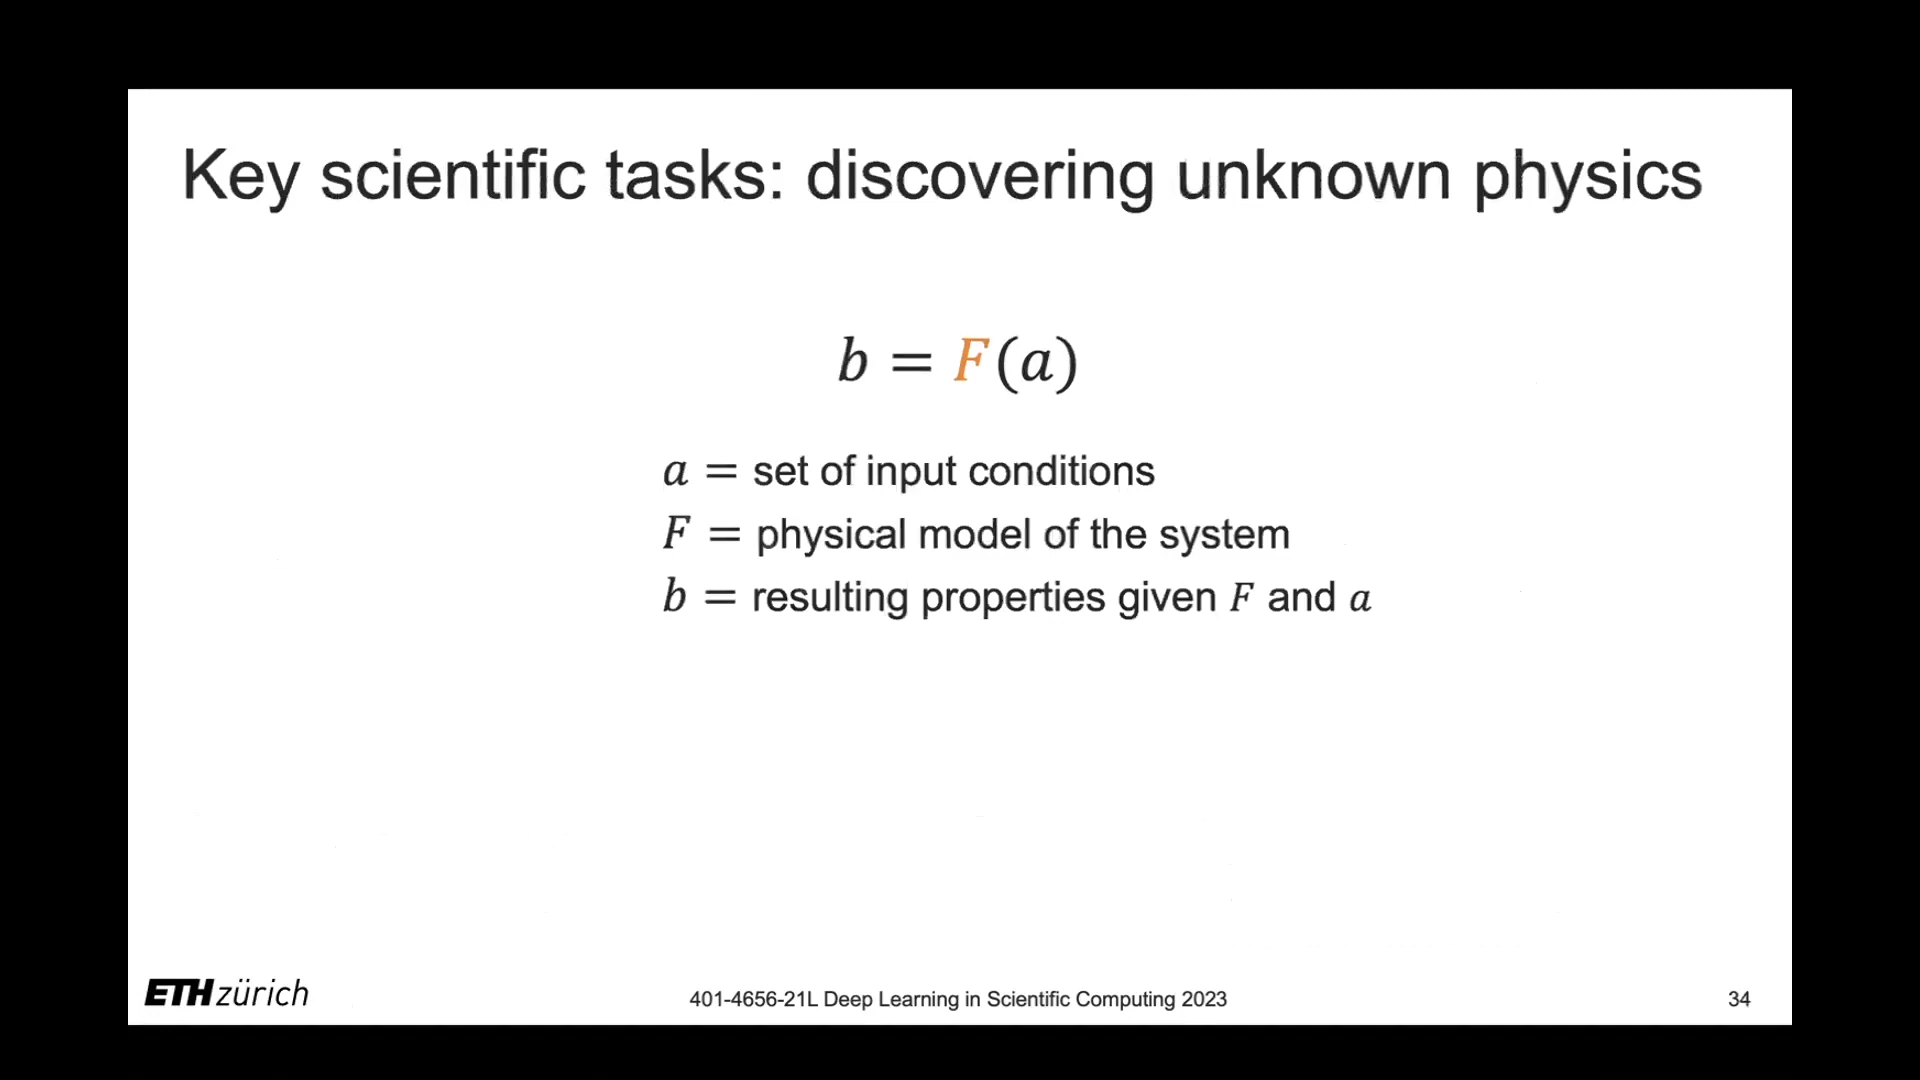 Key scientific tasks: discovering unknown physics
b = F(a)
a = set of input conditions
F = physical model of the system
b = resulting properties given F and a
ETH zürich
401-4656-21L Deep Learning in Scientific Computing 2023
34